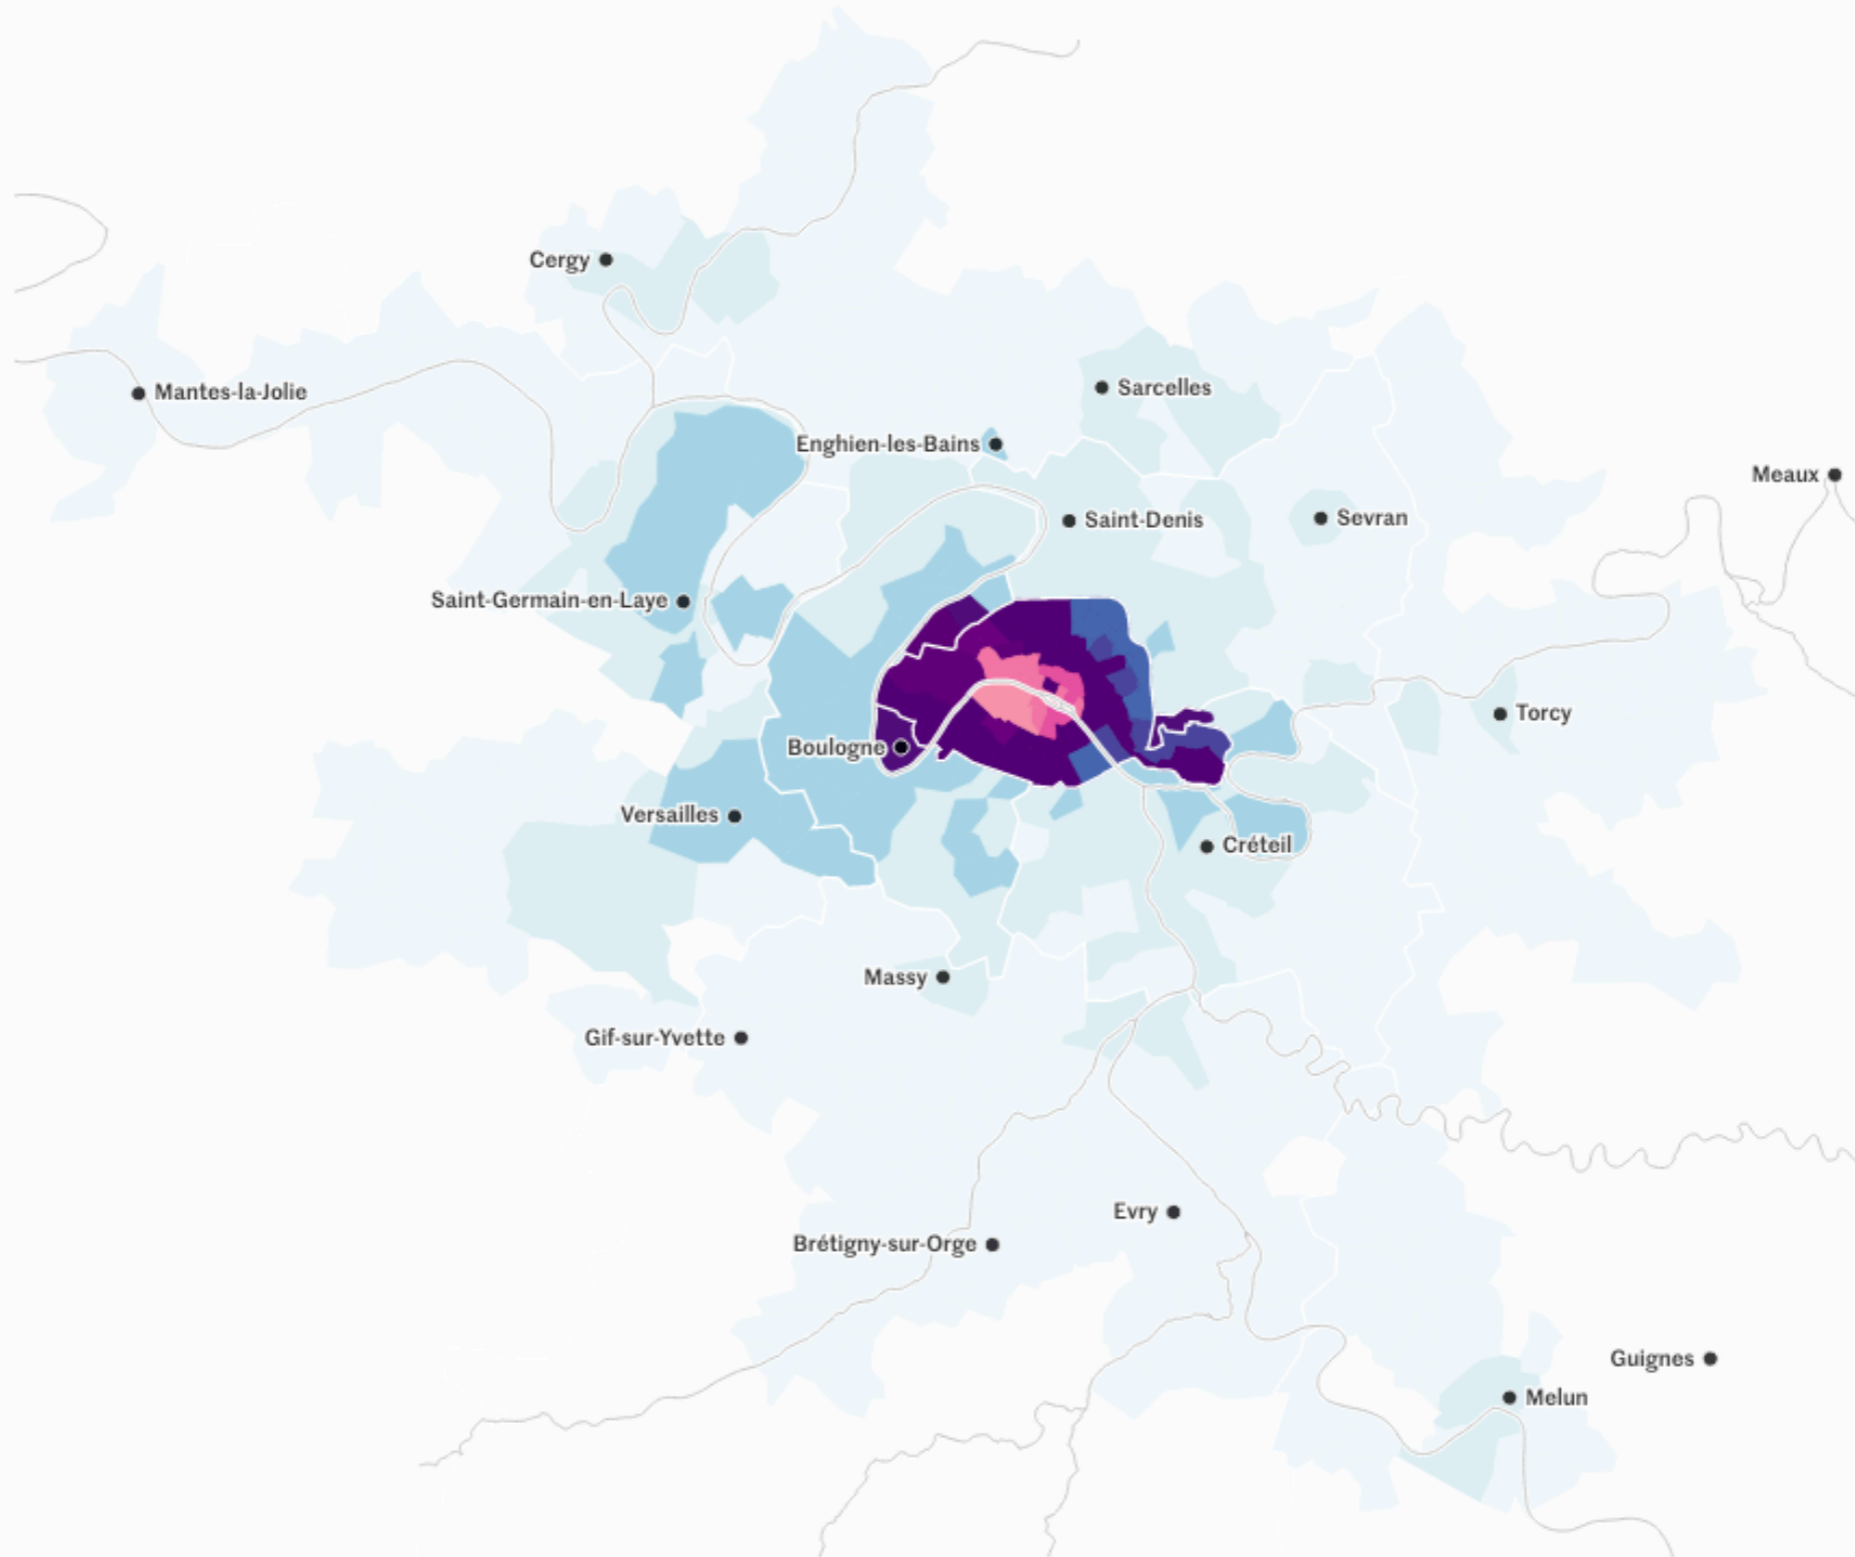 Cergy
Mantes-la-Jolie
Sarcelles
Enghien-les-Bains
Meaux
Saint-Denis
Sevran
Saint-Germain-en-Laye
Torcy
Boulogne
Versailles
Créteil
Massy
Gif-sur-Yvette
Evry
Brétigny-sur-Orge
Guignes
Melun